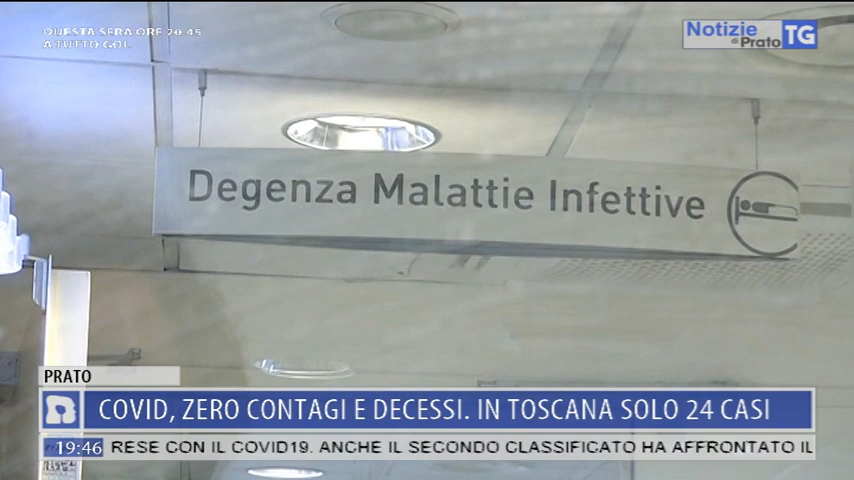 QUESTA SERA ORE 20.45
A TUTTO GOL
Notizie
di Prato
TG
Degenza Malattie Infettive
PRATO
COVID, ZERO CONTAGI E DECESSI. IN TOSCANA SOLO 24 CASI
19:46
RESE CON IL COVID19. ANCHE IL SECONDO CLASSIFICATO HA AFFRONTATO IL